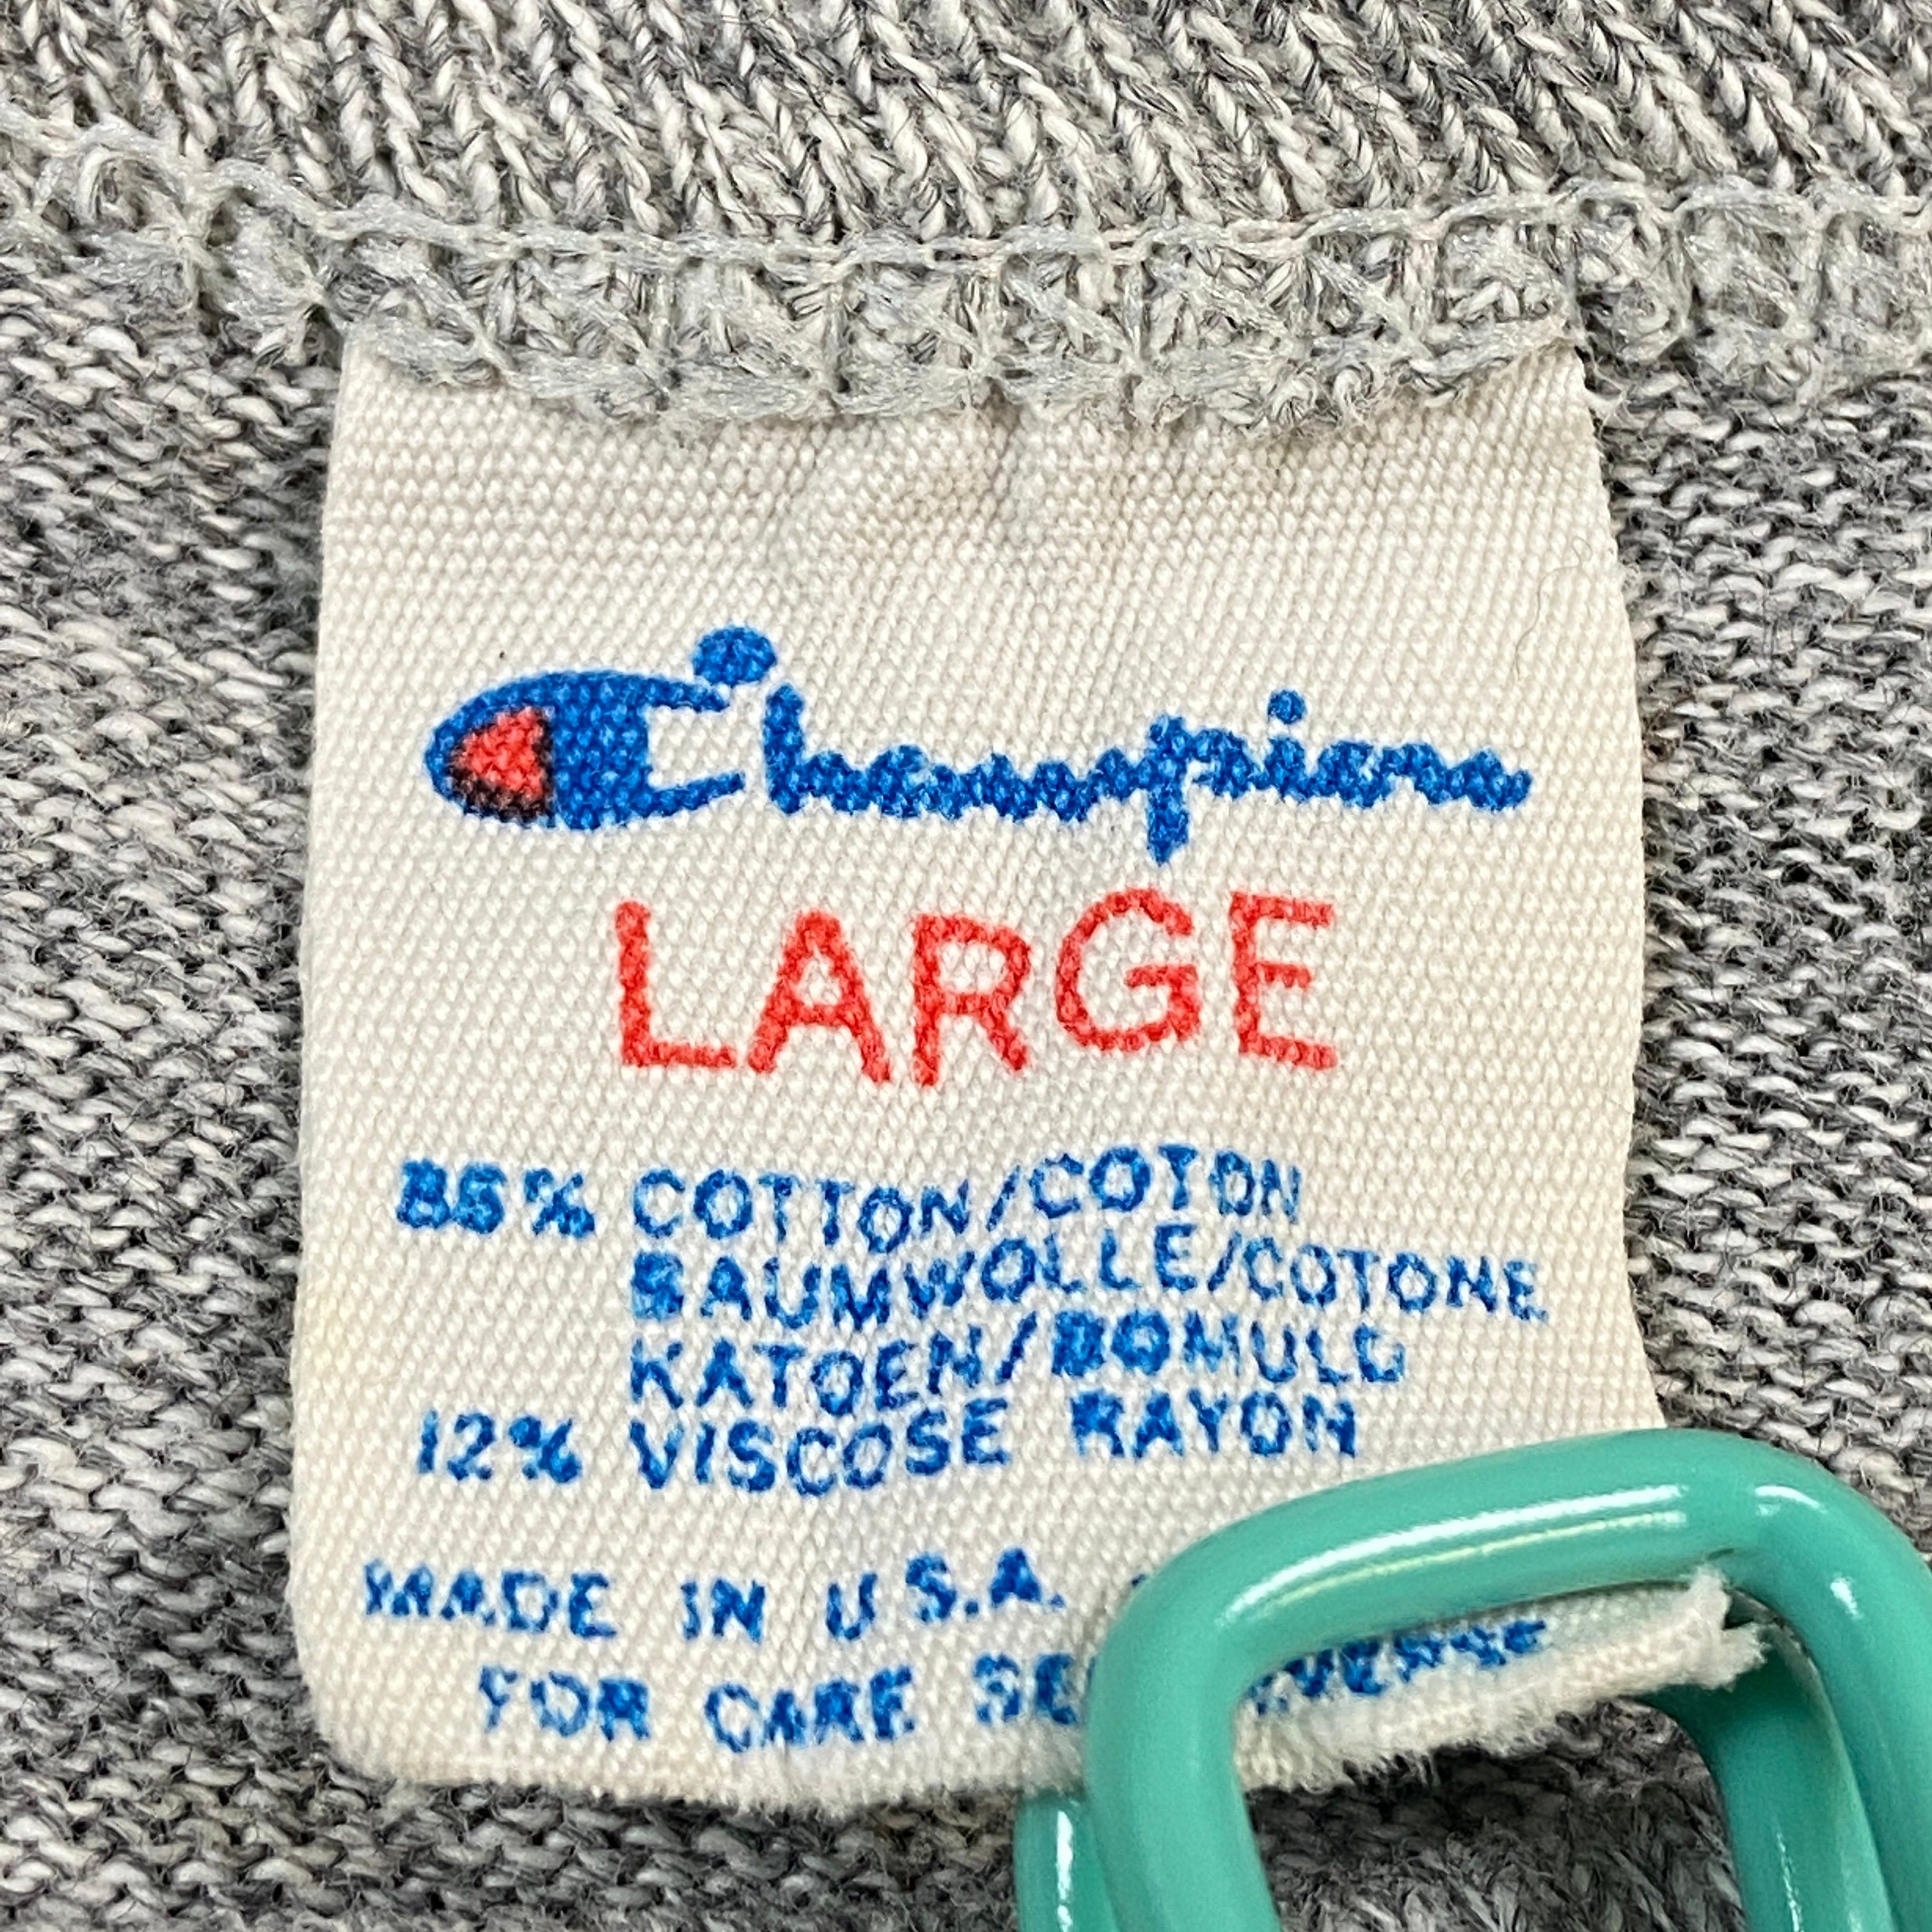 Champion
LARGE
88% COTTON/COTON
BAUMWOLLE/COTONE
KATOEN/BOMULD
12% VISCOSE RAYON
MADE IN U.S.A.
FOR CARE